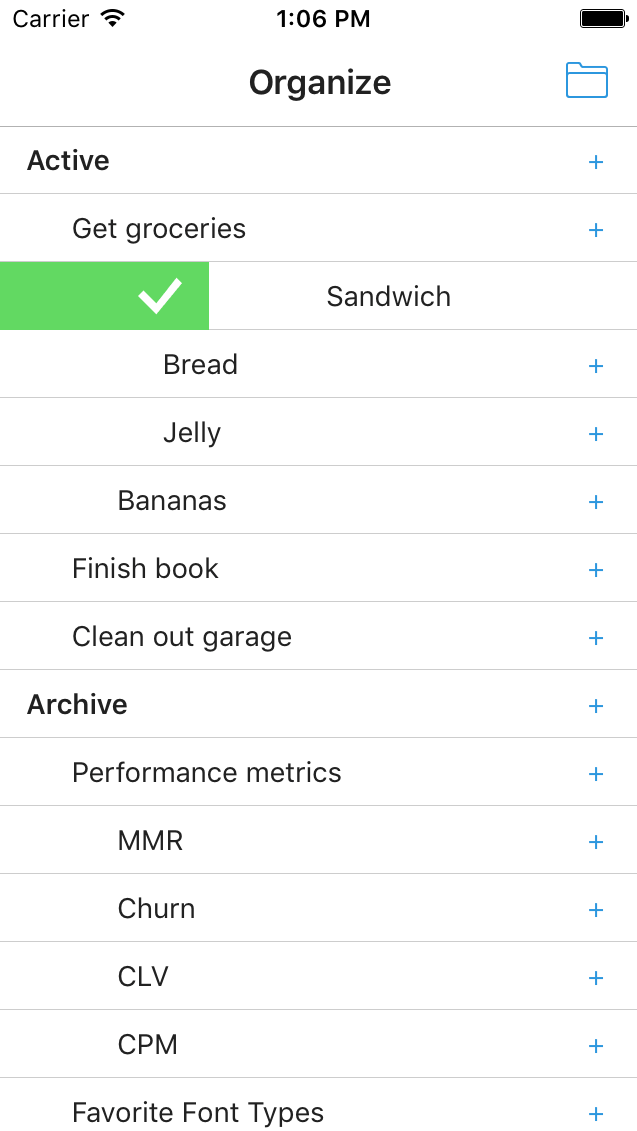 Carrier 1:06 PM
Organize
Active +
Get groceries +
Sandwich
Bread +
Jelly +
Bananas +
Finish book +
Clean out garage +
Archive +
Performance metrics +
MMR +
Churn +
CLV +
CPM +
Favorite Font Types +